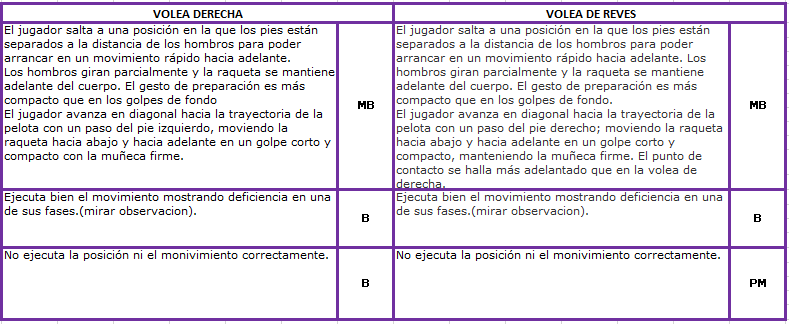 VOLEA DERECHA
El jugador salta a una posición en la que los pies están
separados a la distancia de los hombros para poder
arrancar en un movimiento rápido hacia adelante.
Los hombros giran parcialmente y la raqueta se mantiene
adelante del cuerpo. El gesto de preparación es más
compacto que en los golpes de fondo
El jugador avanza en diagonal hacia la trayectoria de la
pelota con un paso del pie izquierdo, moviendo la
raqueta hacia abajo y hacia adelante en un golpe corto y
compacto con la muñeca firme.
MB
Ejecuta bien el movimiento mostrando deficiencia en una
de sus fases.(mirar observacion).
B
No ejecuta la posición ni el monivimiento correctamente.
B
VOLEA DE REVES
El jugador salta a una posición en la que los pies están
separados a la distancia de los hombros para poder
arrancar en un movimiento rápido hacia adelante. Los
hombros giran parcialmente y la raqueta se mantiene
adelante del cuerpo. El gesto de preparación es más
compacto que en los golpes de fondo.
El jugador avanza en diagonal hacia la trayectoria de la
pelota con un paso del pie derecho; moviendo la raqueta
hacia abajo y hacia adelante en un golpe corto y
compacto, manteniendo la muñeca firme. El punto de
contacto se halla más adelantado que en la volea de
derecha.
MB
Ejecuta bien el movimiento mostrando deficiencia en una
de sus fases.(mirar observacion).
B
No ejecuta la posición ni el monivimiento correctamente.
PM